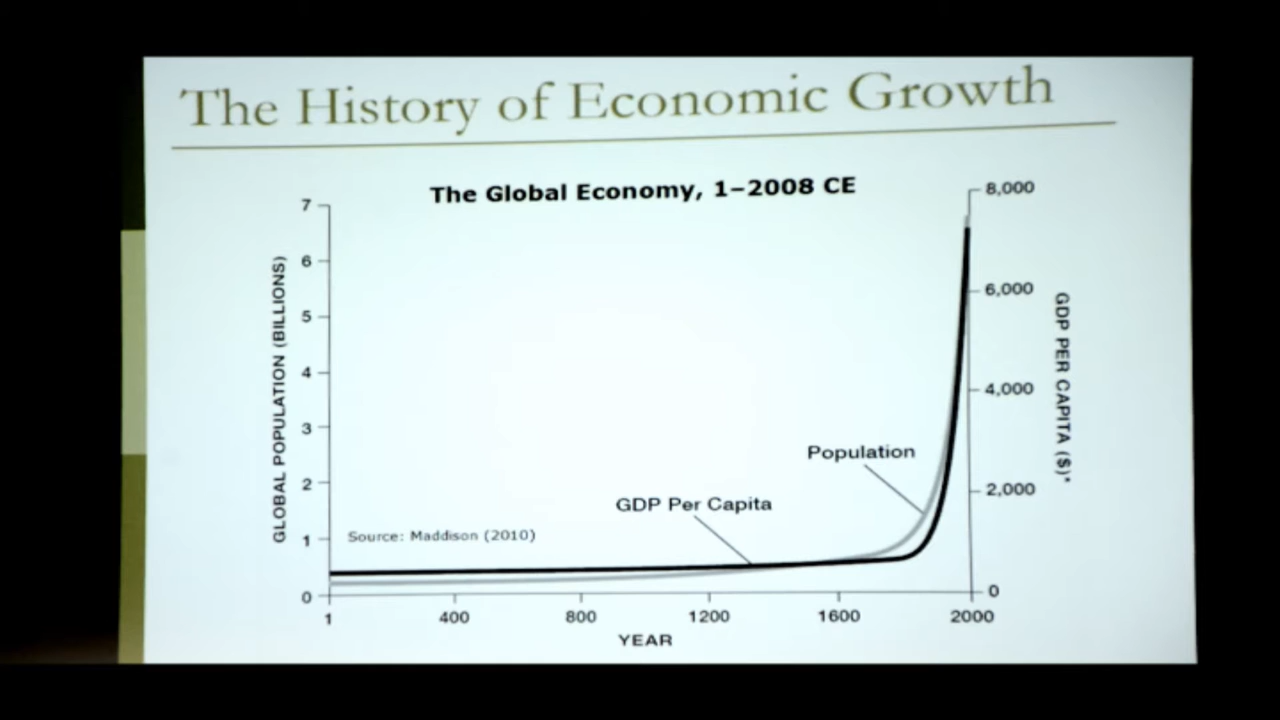 The History of Economic Growth
The Global Economy, 1–2008 CE
7
6
5
4
3
2
1
0
GLOBAL POPULATION (BILLIONS)
8,000
6,000
4,000
2,000
0
GDP PER CAPITA ($)*
Population
GDP Per Capita
Source: Maddison (2010)
1 400 800 1200 1600 2000
YEAR